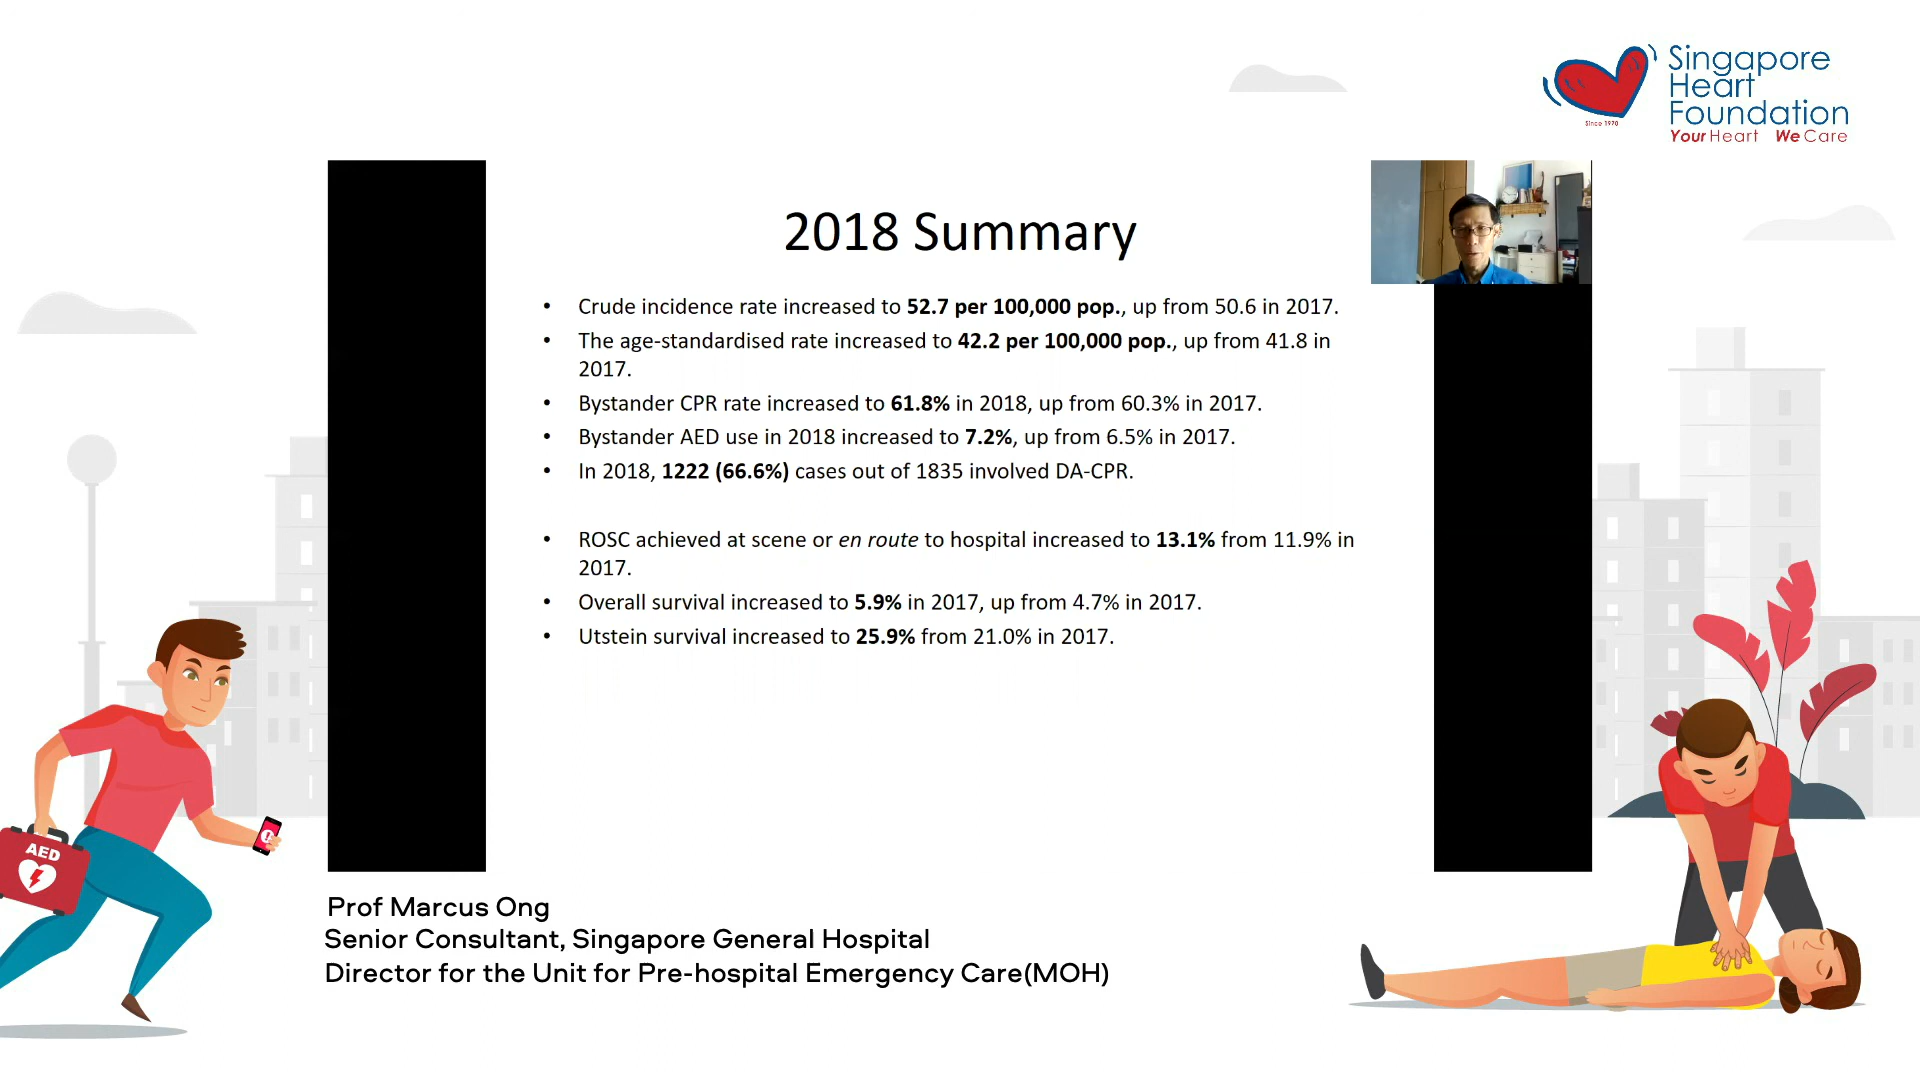 Singapore
Heart
Foundation
Your Heart We Care
Since 1970
2018 Summary
• Crude incidence rate increased to 52.7 per 100,000 pop., up from 50.6 in 2017.
• The age-standardised rate increased to 42.2 per 100,000 pop., up from 41.8 in
2017.
• Bystander CPR rate increased to 61.8% in 2018, up from 60.3% in 2017.
• Bystander AED use in 2018 increased to 7.2%, up from 6.5% in 2017.
• In 2018, 1222 (66.6%) cases out of 1835 involved DA-CPR.
• ROSC achieved at scene or en route to hospital increased to 13.1% from 11.9% in
2017.
• Overall survival increased to 5.9% in 2017, up from 4.7% in 2017.
• Utstein survival increased to 25.9% from 21.0% in 2017.
AED
Prof Marcus Ong
Senior Consultant, Singapore General Hospital
Director for the Unit for Pre-hospital Emergency Care(MOH)